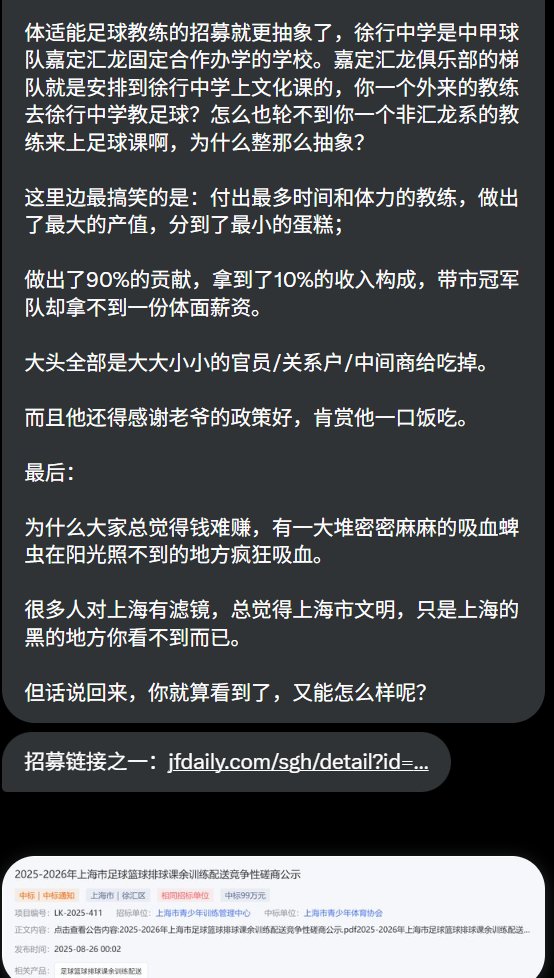 体适能足球教练的招募就更抽象了，徐行中学是中甲球
队嘉定汇龙固定合作办学的学校。嘉定汇龙俱乐部的梯
队就是安排到徐行中学上文化课的，你一个外来的教练
去徐行中学教足球？怎么也轮不到你一个非汇龙系的教
练来上足球课啊，为什么整那么抽象？
这里边最搞笑的是：付出最多时间和体力的教练，做出
了最大的产值，分到了最小的蛋糕；
做出了90%的贡献，拿到了10%的收入构成，带市冠军
队却拿不到一份体面薪资。
大头全部是大大小小的官员/关系户/中间商给吃掉。
而且他还得感谢老爷的政策好，肯赏他一口饭吃。
最后：
为什么大家总觉得钱难赚，有一大堆密密麻麻的吸血蜱
虫在阳光照不到的地方疯狂吸血。
很多人对上海有滤镜，总觉得上海市文明，只是上海的
黑的地方你看不到而已。
但话说回来，你就算看到了，又能怎么样呢？
招募链接之一：jfdaily.com/sgh/detail?id=...
2025-2026年上海市足球篮球排球课余训练配送竞争性磋商公示
中标 | 中标通知 上海市 | 徐汇区 相同招标单位 中标99万元
项目编号：LK-2025-411 招标单位：上海市青少年训练管理中心 中标单位：上海市青少年体育协会
正文内容：点击查看公告内容:2025-2026年上海市足球篮球排球课余训练配送竞争性磋商公示.pdf2025-2026年上海市足球篮球排球课余训练配送...
发布时间：2025-08-26 00:02
相关产品：足球篮球排球课余训练配送